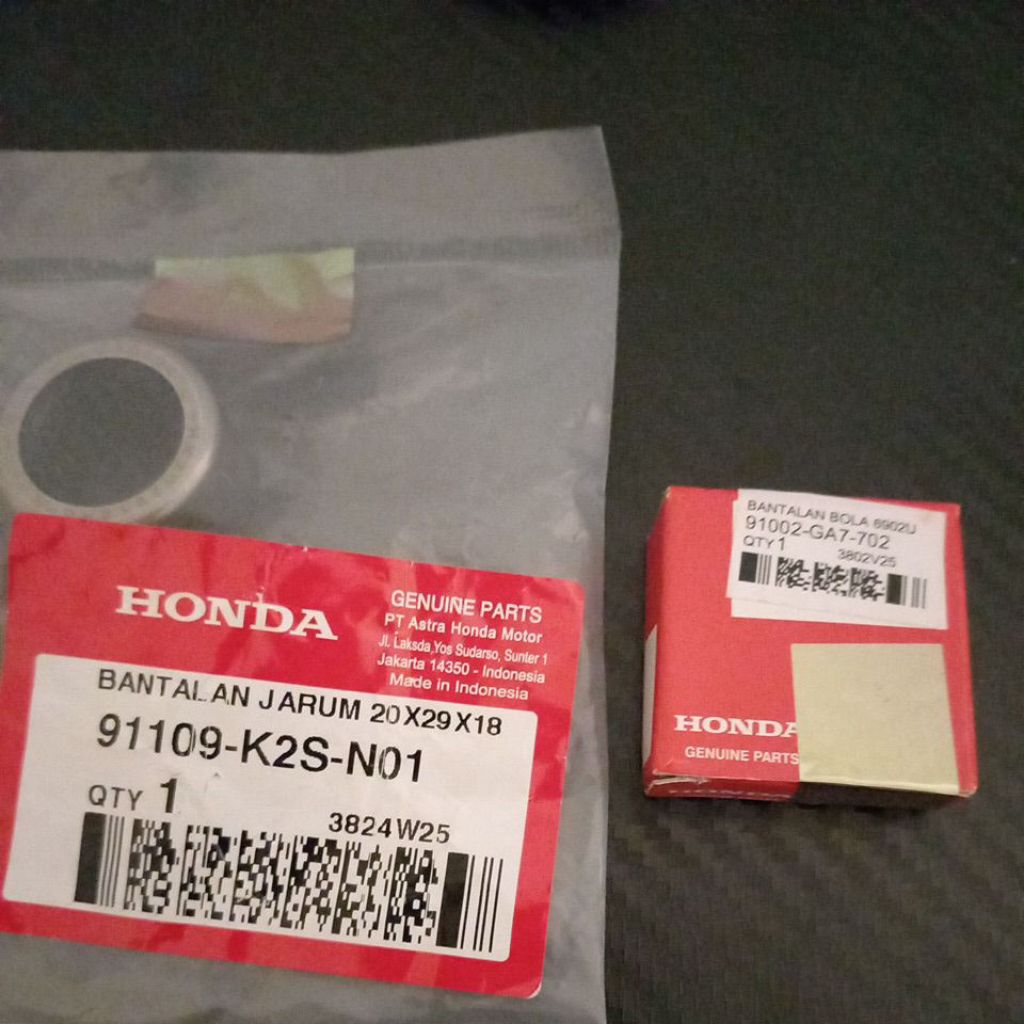 HONDA
GENUINE PARTS
PT Astra Honda Motor
Jl. Laksda,Yos Sudarso, Sunter 1
Jakarta 14350 - Indonesia
Made in Indonesia
BANTALAN JARUM 20X29X18
91109-K2S-N01
QTY 1
3824W25
BANTALAN BOLA 6902U
91002-GA7-702
QTY 1
3802V25
HONDA
GENUINE PARTS
HONDA